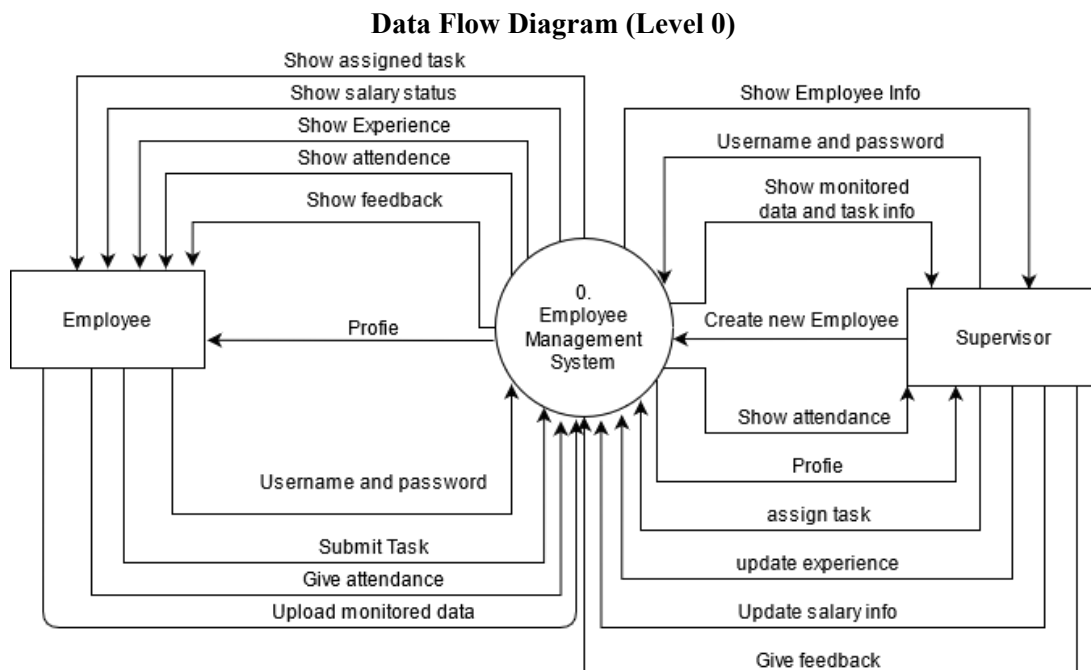 Data Flow Diagram (Level 0)
Show assigned task
Show salary status
Show Experience
Show attendence
Show feedback
Employee
Profie
Username and password
Submit Task
Give attendance
Upload monitored data
0.
Employee
Management
System
Show Employee Info
Username and password
Show monitored
data and task info
Create new Employee
Supervisor
Show attendance
Profie
assign task
update experience
Update salary info
Give feedback